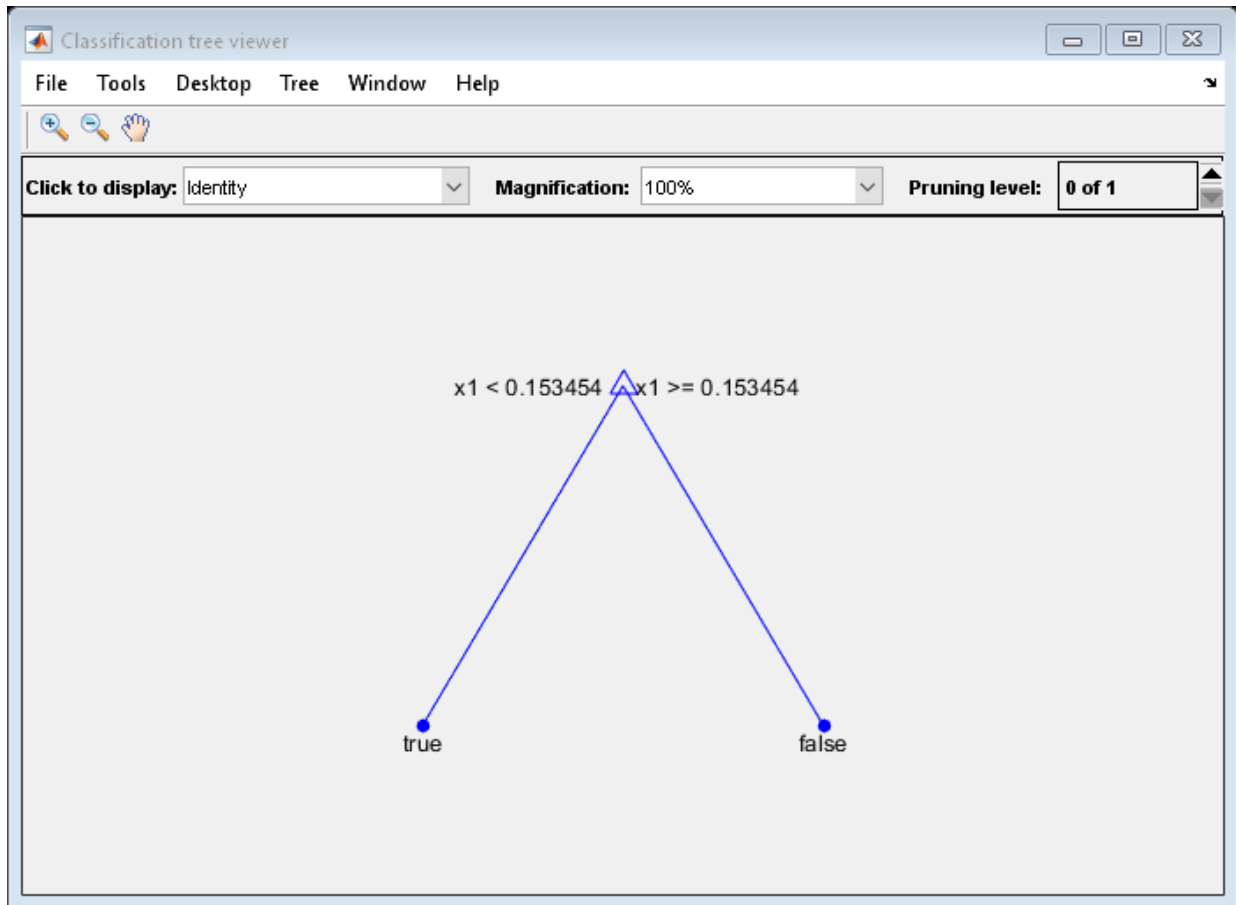 Classification tree viewer
File Tools Desktop Tree Window Help
Click to display: Identity Magnification: 100% Pruning level: 0 of 1
x1 < 0.153454 x1 >= 0.153454
true false